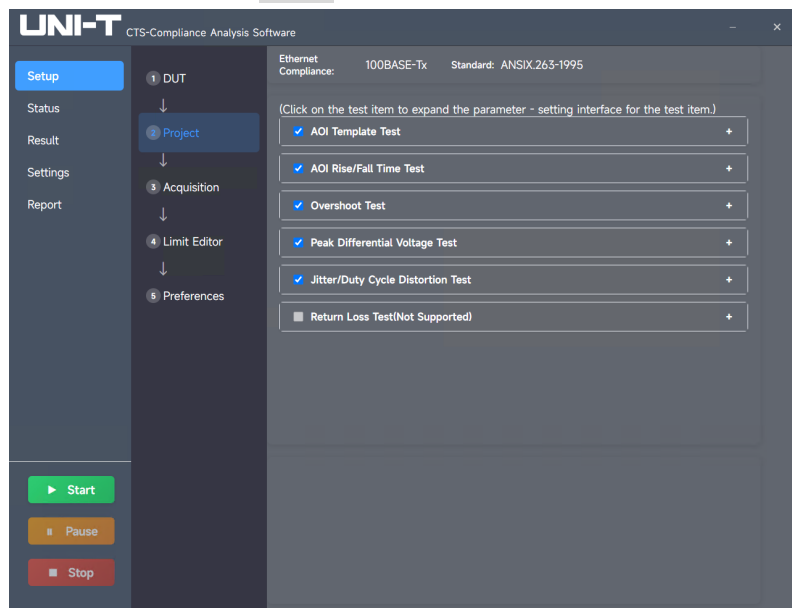 UNI-T CTS-Compliance Analysis Software
Setup
Status
Result
Settings
Report
Start
Pause
Stop
1 DUT
2 Project
3 Acquisition
4 Limit Editor
5 Preferences
Ethernet
Compliance: 100BASE-Tx Standard: ANSIX.263-1995
(Click on the test item to expand the parameter - setting interface for the test item.)
AOI Template Test +
AOI Rise/Fall Time Test +
Overshoot Test +
Peak Differential Voltage Test +
Jitter/Duty Cycle Distortion Test +
Return Loss Test(Not Supported) +